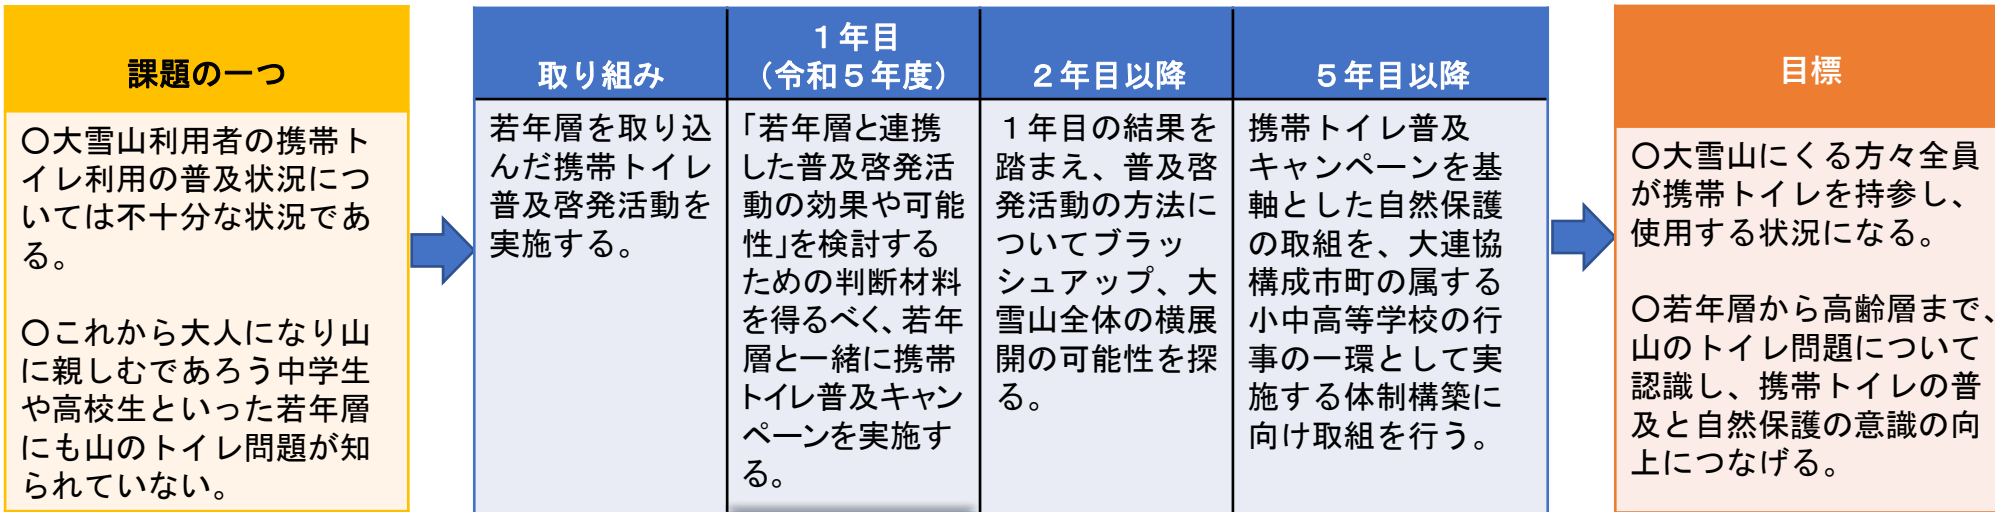 課題の一つ
〇大雪山利用者の携帯ト
イレ利用の普及状況につ
いては不十分な状況であ
る。
〇これから大人になり山
に親しむであろう中学生
や高校生といった若年層
にも山のトイレ問題が知
られていない。
取り組み
若年層を取り込
んだ携帯トイレ
普及啓発活動を
実施する。
１年目
（令和５年度）
「若年層と連携
した普及啓発活
動の効果や可能
性」を検討する
ための判断材料
を得るべく、若年
層と一緒に携帯
トイレ普及キャン
ペーンを実施す
る。
２年目以降
１年目の結果を
踏まえ、普及啓
発活動の方法に
ついてブラッ
シュアップ、大
雪山全体の横展
開の可能性を探
る。
５年目以降
携帯トイレ普及
キャンペーンを基
軸とした自然保護
の取組を、大連協
構成市町の属する
小中高等学校の行
事の一環として実
施する体制構築に
向け取組を行う。
目標
〇大雪山にくる方々全員
が携帯トイレを持参し、
使用する状況になる。
〇若年層から高齢層まで、
山のトイレ問題について
認識し、携帯トイレの普
及と自然保護の意識の向
上につなげる。